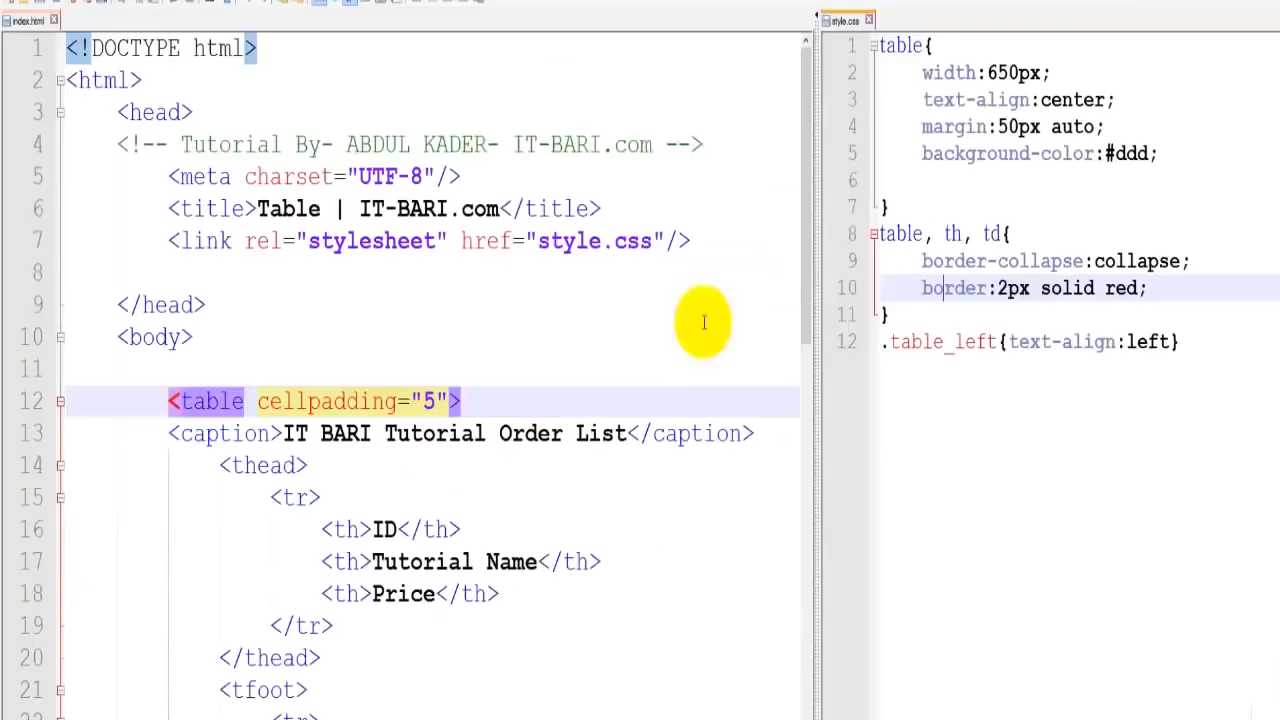 index.html
1 <!DOCTYPE html>
2 <html>
3 <head>
4 <!-- Tutorial By- ABDUL KADER- IT-BARI.com -->
5 <meta charset="UTF-8"/>
6 <title>Table | IT-BARI.com</title>
7 <link rel="stylesheet" href="style.css"/>
8
9 </head>
10 <body>
11
12 <table cellpadding="5">
13 <caption>IT BARI Tutorial Order List</caption>
14 <thead>
15 <tr>
16 <th>ID</th>
17 <th>Tutorial Name</th>
18 <th>Price</th>
19 </tr>
20 </thead>
21 <tfoot>
style.css
1 table{
2 width:650px;
3 text-align:center;
4 margin:50px auto;
5 background-color:#ddd;
6
7 }
8 table, th, td{
9 border-collapse:collapse;
10 border:2px solid red;
11 }
12 .table_left{text-align:left}